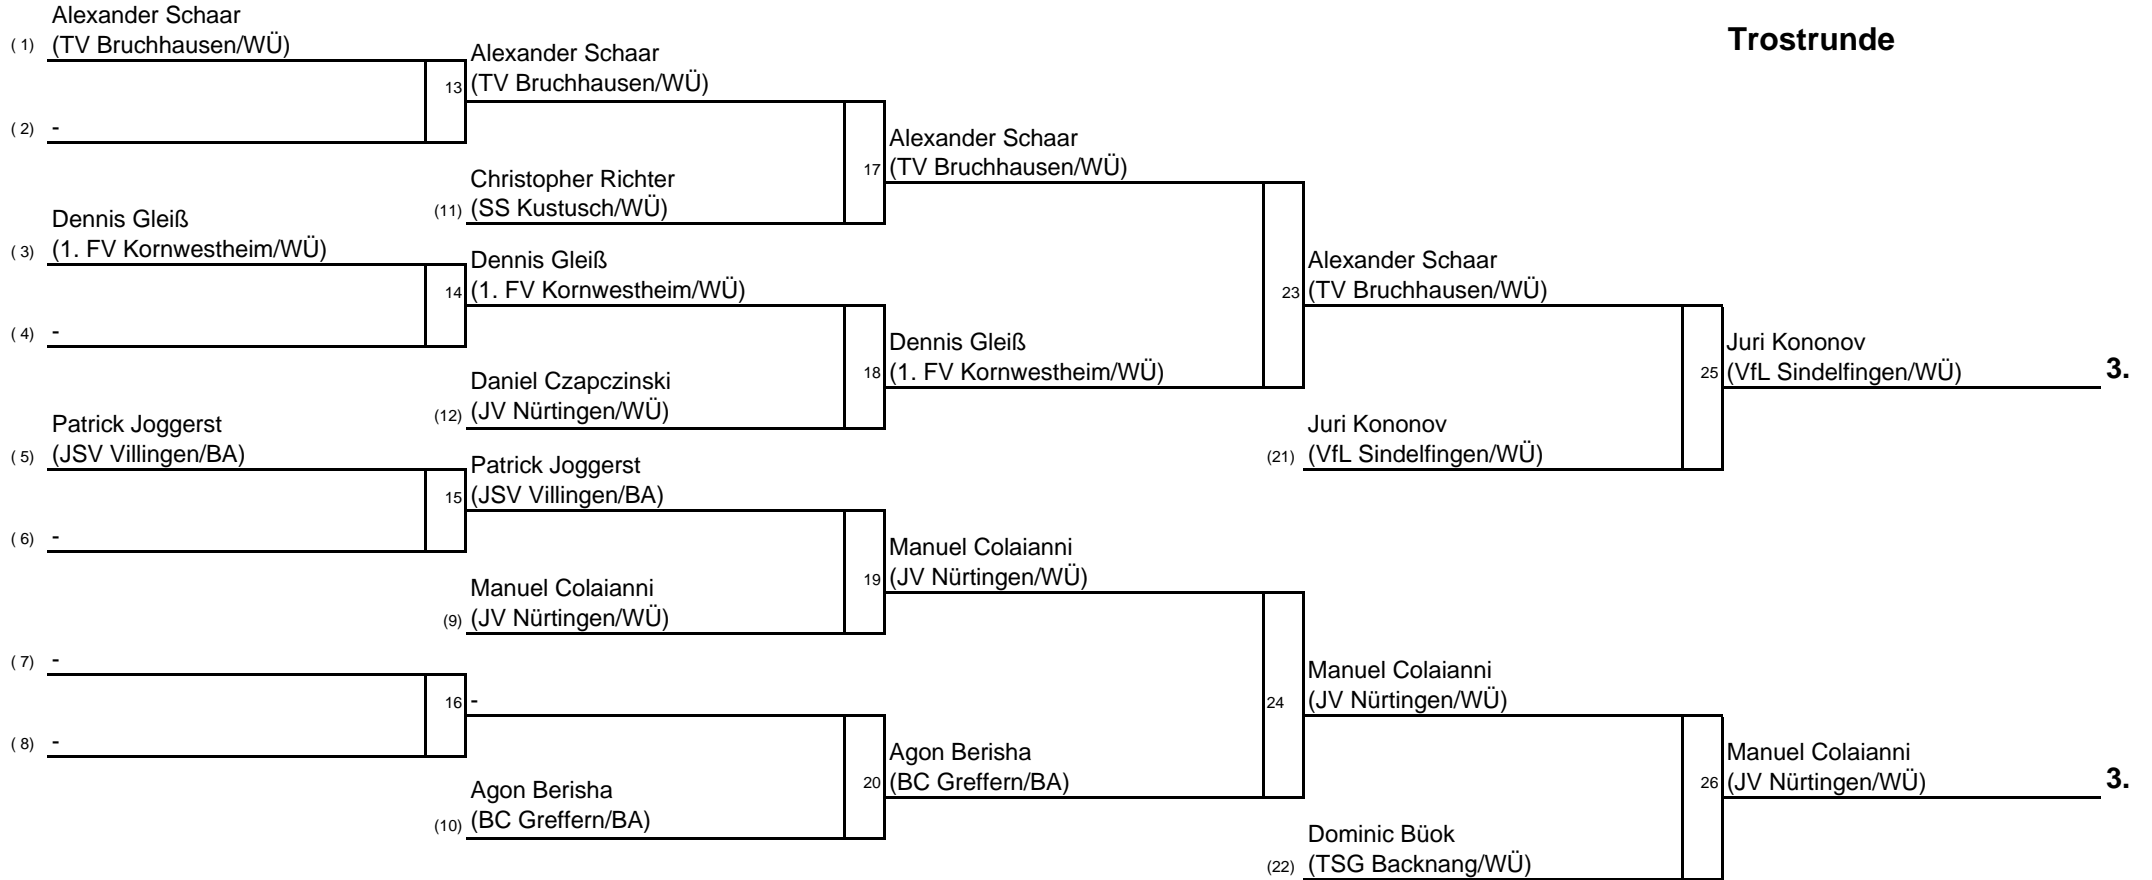 Trostrunde
Alexander Schaar
( 1) (TV Bruchhausen/WÜ)
( 2) -
Dennis Gleiß
( 3) (1. FV Kornwestheim/WÜ)
( 4) -
Patrick Joggerst
( 5) (JSV Villingen/BA)
( 6) -
( 7) -
( 8) -
Alexander Schaar
13 (TV Bruchhausen/WÜ)
Christopher Richter
(11) (SS Kustusch/WÜ)
Dennis Gleiß
14 (1. FV Kornwestheim/WÜ)
Daniel Czapczinski
(12) (JV Nürtingen/WÜ)
Patrick Joggerst
15 (JSV Villingen/BA)
Manuel Colaianni
(9) (JV Nürtingen/WÜ)
16 -
Agon Berisha
(10) (BC Greffern/BA)
Alexander Schaar
17 (TV Bruchhausen/WÜ)
Dennis Gleiß
18 (1. FV Kornwestheim/WÜ)
Manuel Colaianni
19 (JV Nürtingen/WÜ)
Agon Berisha
20 (BC Greffern/BA)
Alexander Schaar
23 (TV Bruchhausen/WÜ)
Juri Kononov
(21) (VfL Sindelfingen/WÜ)
Manuel Colaianni
24 (JV Nürtingen/WÜ)
Dominic Büok
(22) (TSG Backnang/WÜ)
Juri Kononov
25 (VfL Sindelfingen/WÜ) 3.
Manuel Colaianni
26 (JV Nürtingen/WÜ) 3.